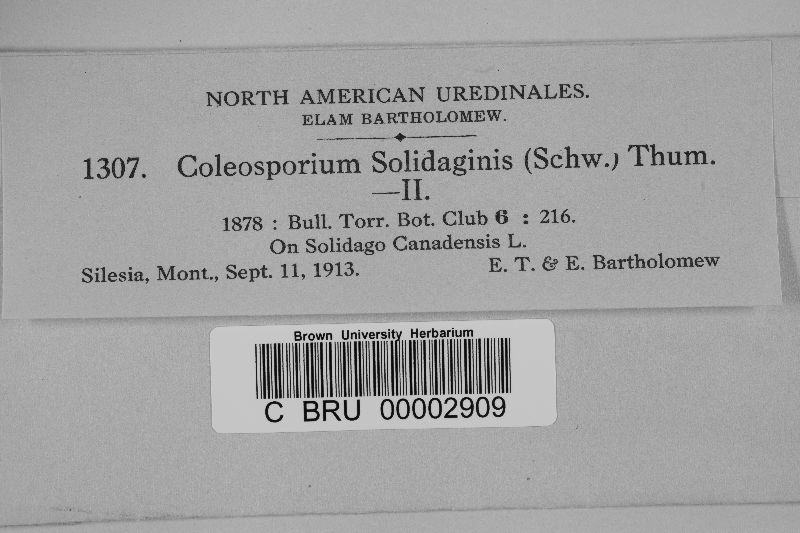 NORTH AMERICAN UREDINALES.
ELAM BARTHOLOMEW.
1307. Coleosporium Solidaginis (Schw.) Thum.
—II.
1878 : Bull. Torr. Bot. Club 6 : 216.
On Solidago Canadensis L.
Silesia, Mont., Sept. 11, 1913. E. T. & E. Bartholomew
Brown University Herbarium
C BRU 00002909